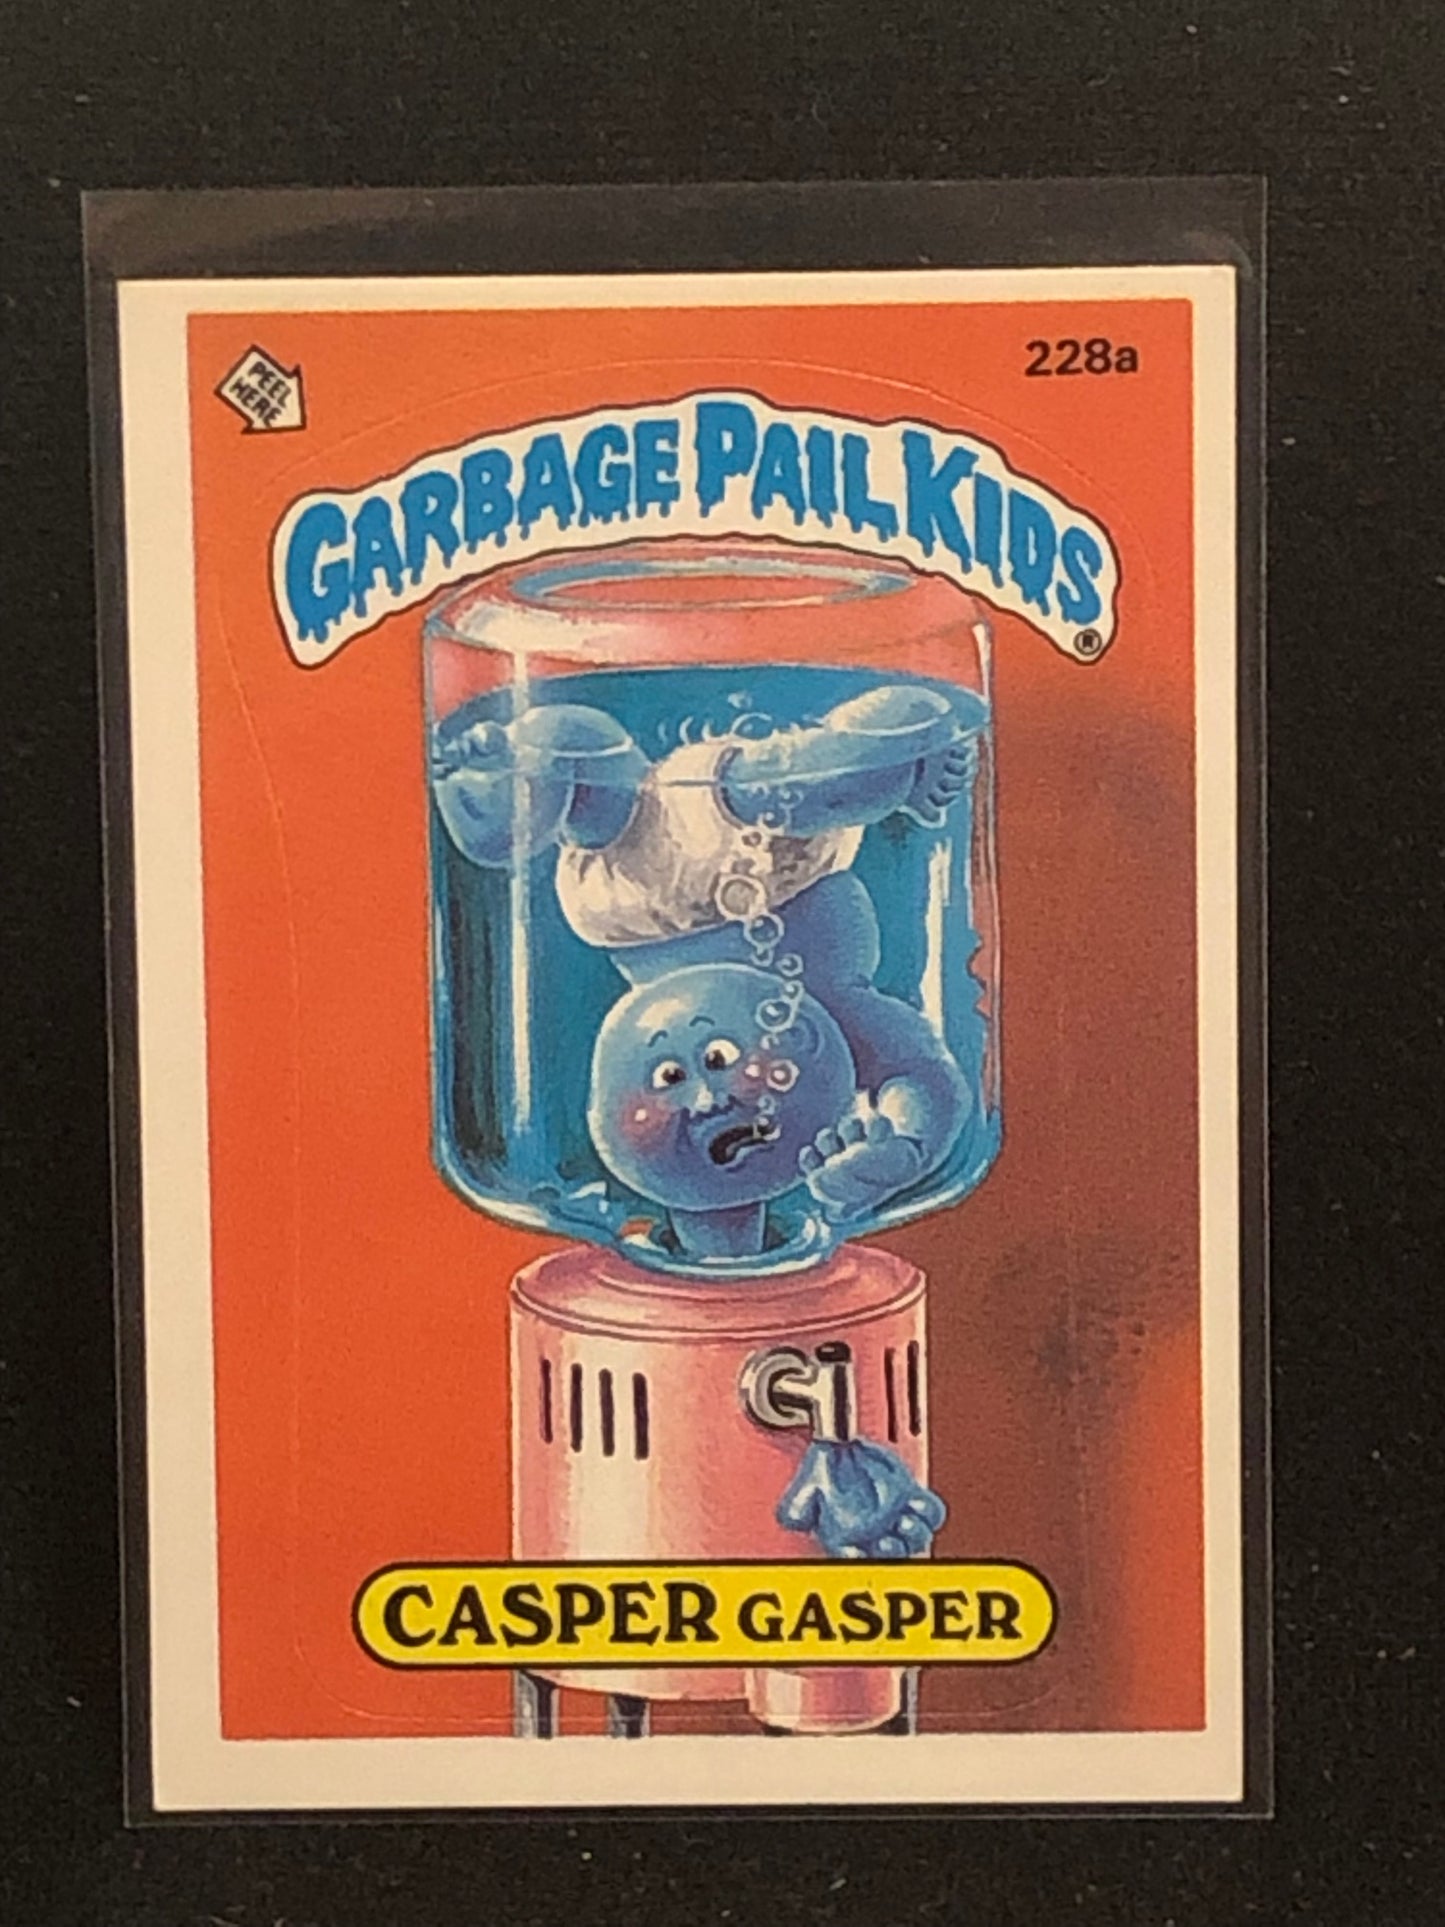 PEEL
HERE
228a
GARBAGE PAIL KIDS
®
CASPER GASPER